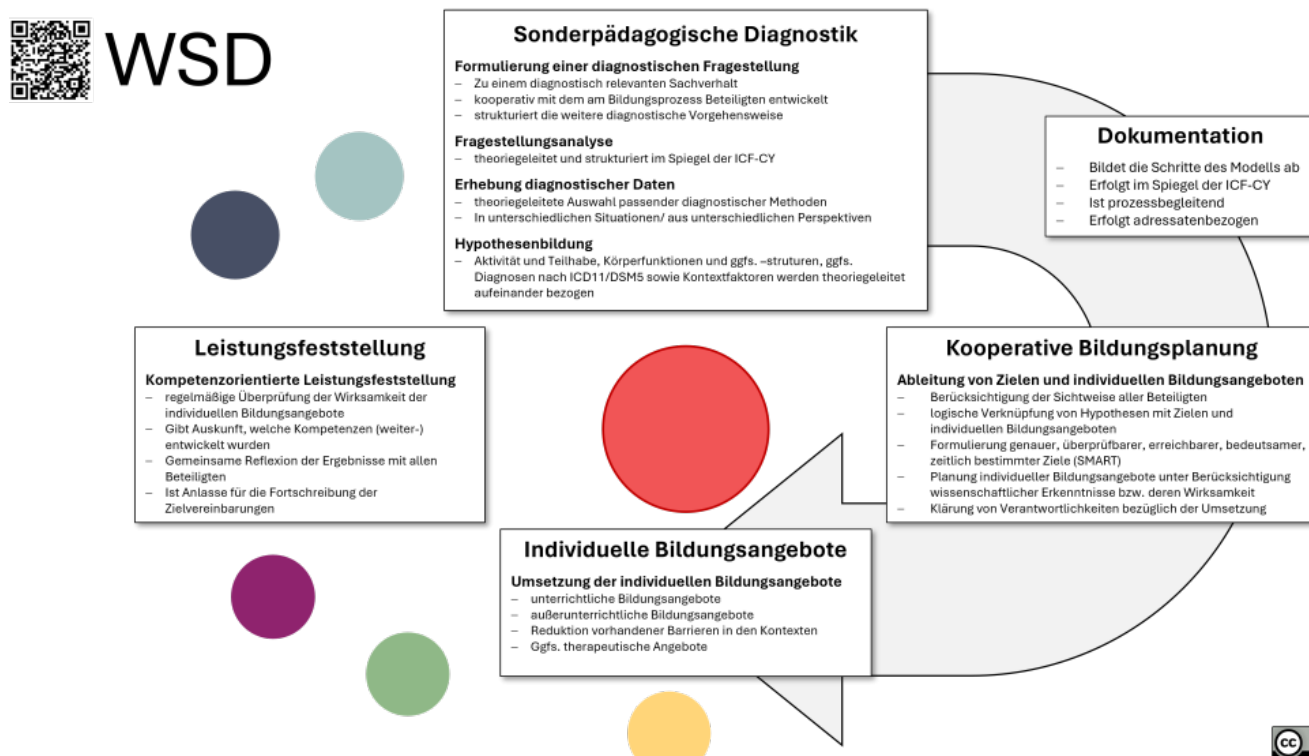 WSD
Sonderpädagogische Diagnostik
Formulierung einer diagnostischen Fragestellung
– Zu einem diagnostisch relevanten Sachverhalt
– kooperativ mit dem am Bildungsprozess Beteiligten entwickelt
– strukturiert die weitere diagnostische Vorgehensweise
Fragestellungsanalyse
– theoriegeleitet und strukturiert im Spiegel der ICF-CY
Erhebung diagnostischer Daten
– theoriegeleitete Auswahl passender diagnostischer Methoden
– In unterschiedlichen Situationen/ aus unterschiedlichen Perspektiven
Hypothesenbildung
– Aktivität und Teilhabe, Körperfunktionen und ggfs. –struturen, ggfs.
Diagnosen nach ICD11/DSM5 sowie Kontextfaktoren werden theoriegeleitet
aufeinander bezogen
Dokumentation
– Bildet die Schritte des Modells ab
– Erfolgt im Spiegel der ICF-CY
– Ist prozessbegleitend
– Erfolgt adressatenbezogen
Leistungsfeststellung
Kompetenzorientierte Leistungsfeststellung
– regelmäßige Überprüfung der Wirksamkeit der
individuellen Bildungsangebote
– Gibt Auskunft, welche Kompetenzen (weiter-)
entwickelt wurden
– Gemeinsame Reflexion der Ergebnisse mit allen
Beteiligten
– Ist Anlasse für die Fortschreibung der
Zielvereinbarungen
Kooperative Bildungsplanung
Ableitung von Zielen und individuellen Bildungsangeboten
– Berücksichtigung der Sichtweise aller Beteiligten
– logische Verknüpfung von Hypothesen mit Zielen und
individuellen Bildungsangeboten
– Formulierung genauer, überprüfbarer, erreichbarer, bedeutsamer,
zeitlich bestimmter Ziele (SMART)
– Planung individueller Bildungsangebote unter Berücksichtigung
wissenschaftlicher Erkenntnisse bzw. deren Wirksamkeit
– Klärung von Verantwortlichkeiten bezüglich der Umsetzung
Individuelle Bildungsangebote
Umsetzung der individuellen Bildungsangebote
– unterrichtliche Bildungsangebote
– außerunterrichtliche Bildungsangebote
– Reduktion vorhandener Barrieren in den Kontexten
– Ggfs. therapeutische Angebote
cc